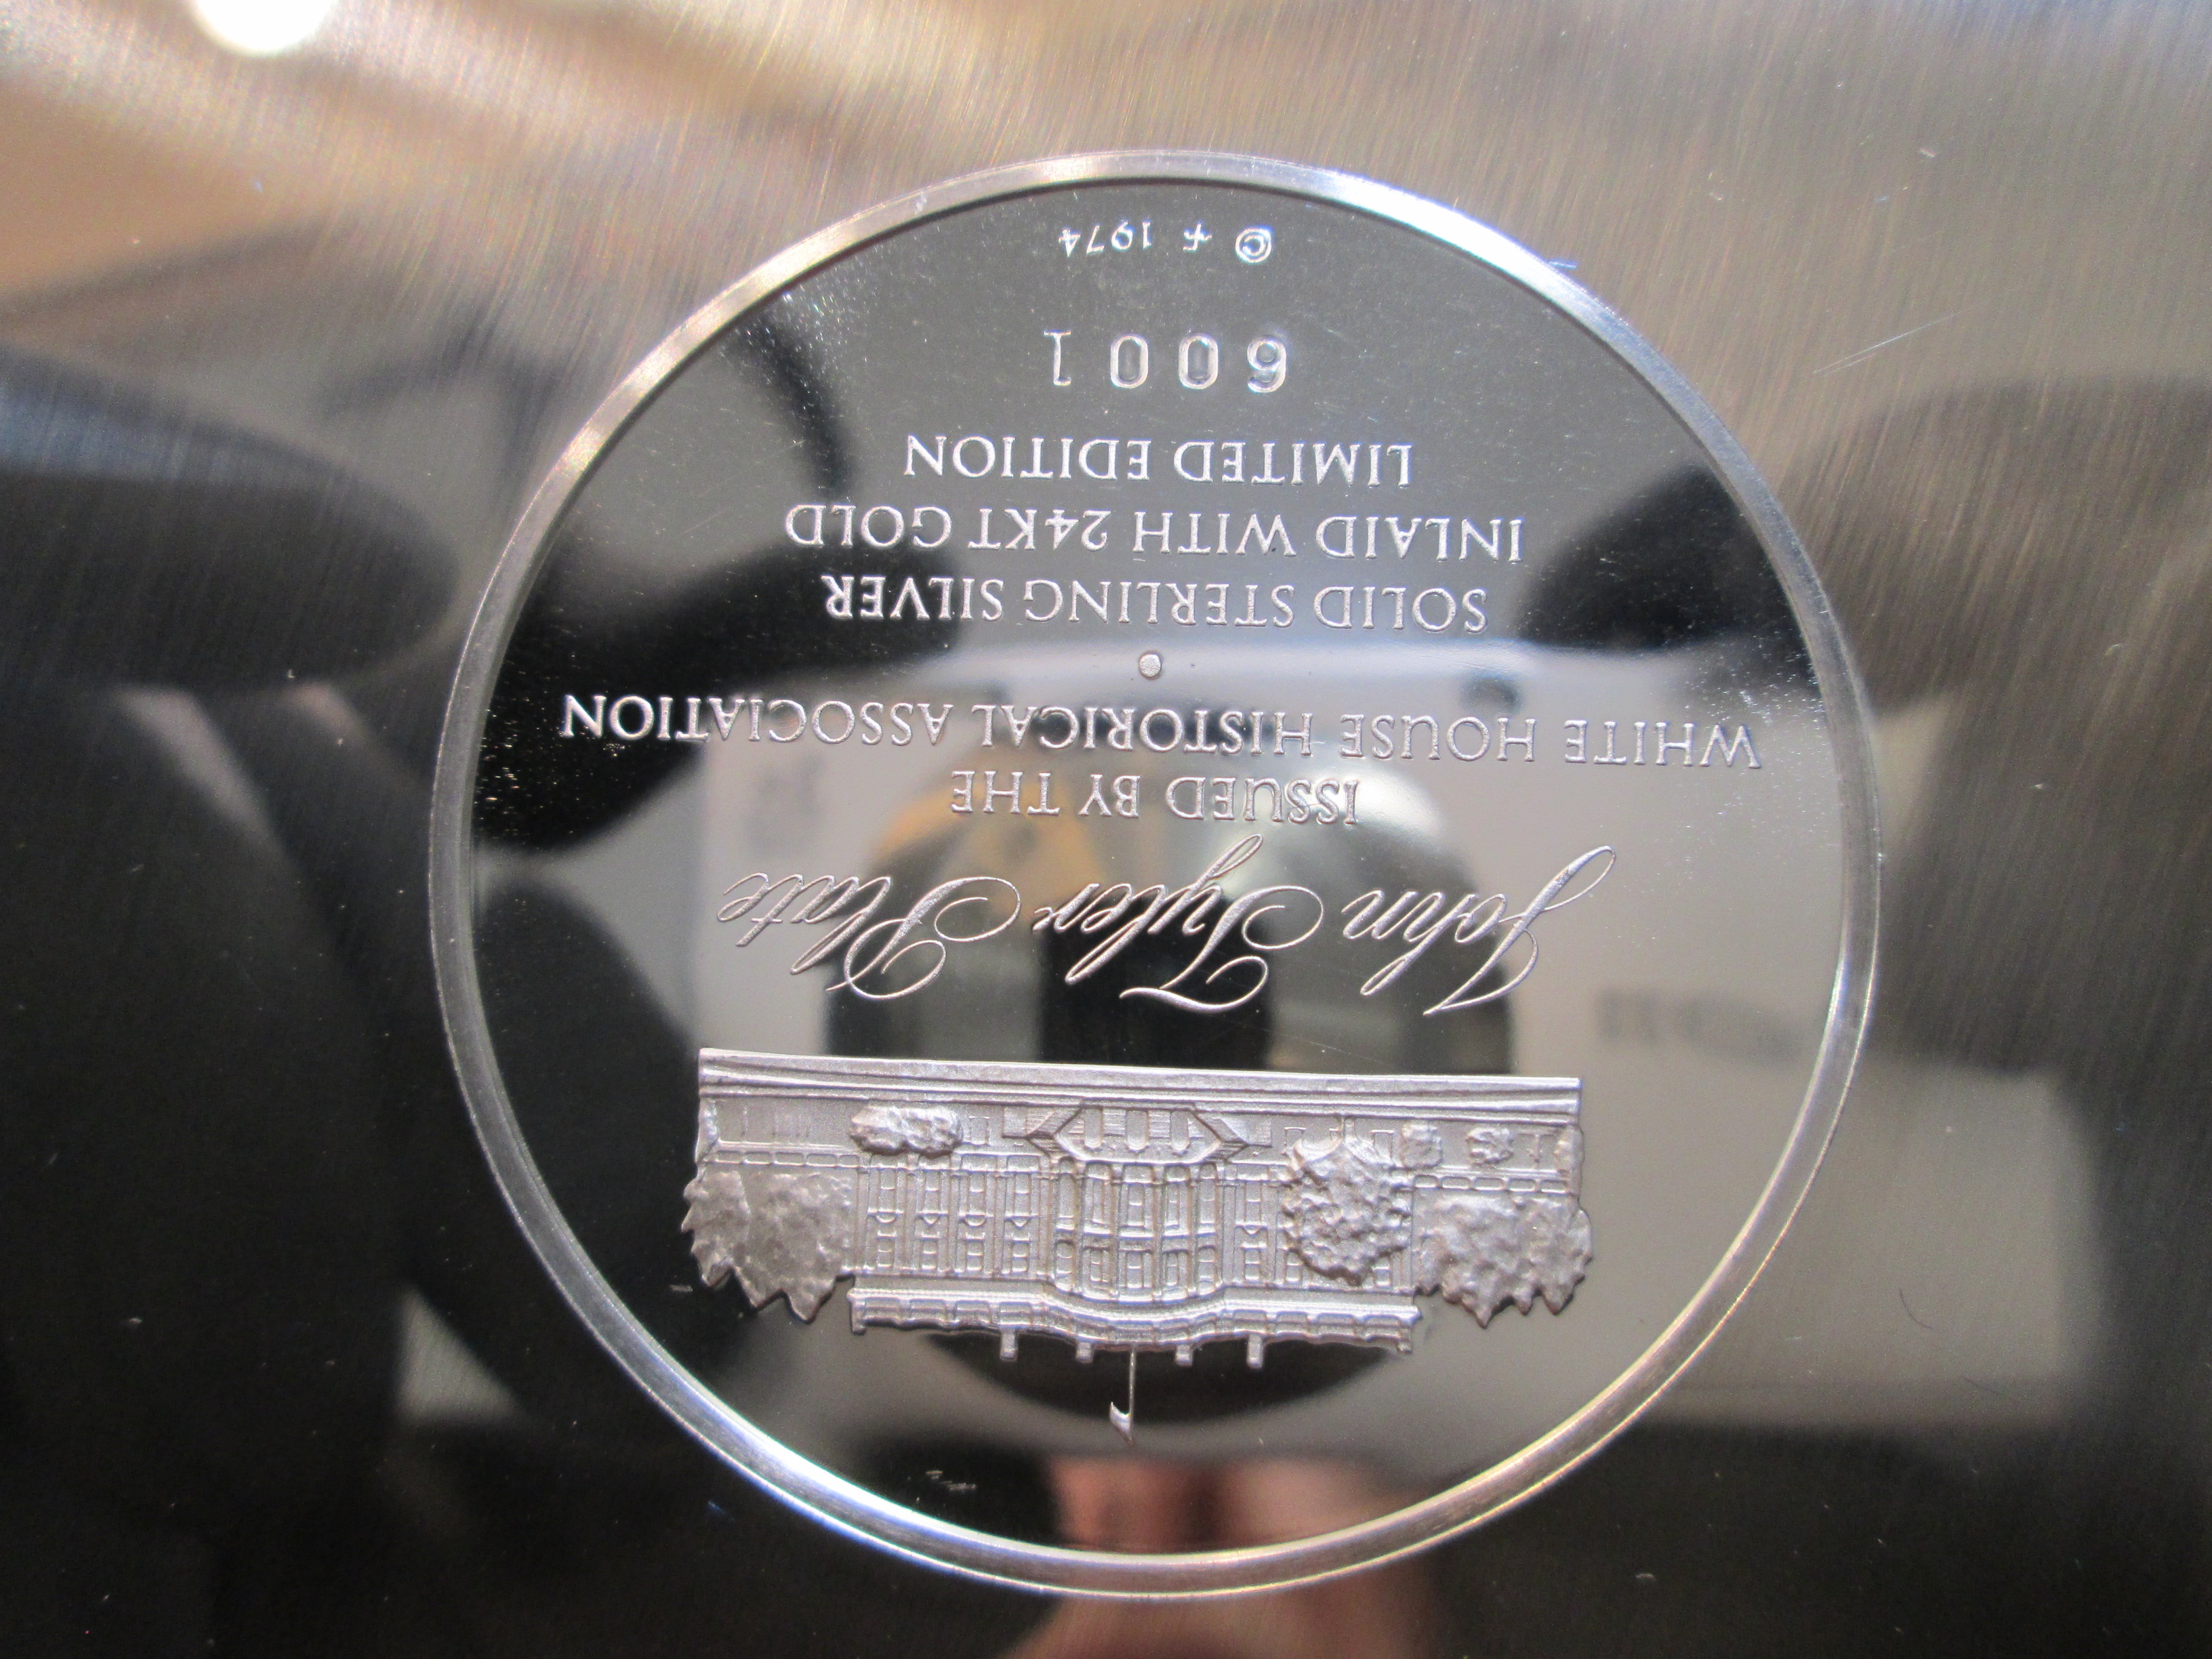 John Tyler Plate
ISSUED BY THE
WHITE HOUSE HISTORICAL ASSOCIATION
SOLID STERLING SILVER
INLAID WITH 24KT GOLD
LIMITED EDITION
6001
© F 1974